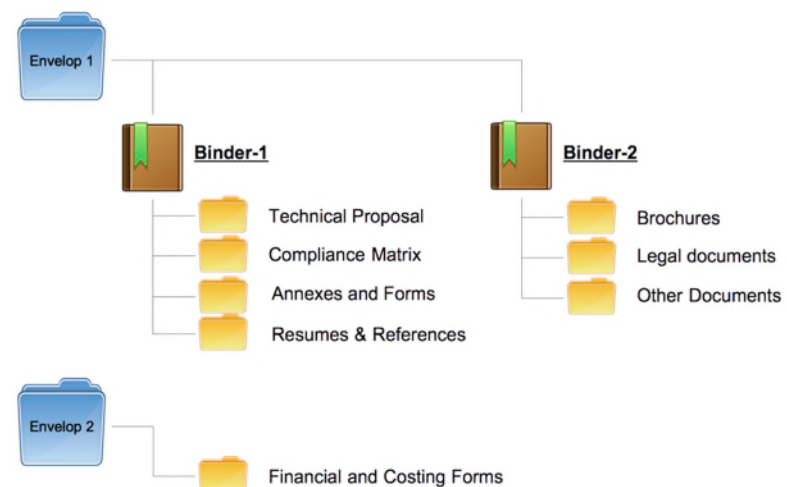 Envelop 1
Binder-1
Technical Proposal
Compliance Matrix
Annexes and Forms
Resumes & References
Binder-2
Brochures
Legal documents
Other Documents
Envelop 2
Financial and Costing Forms